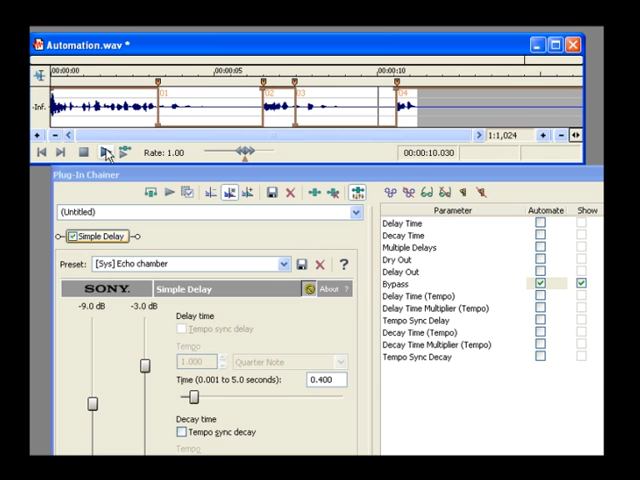 Automation.wav *
00:00:00
00:00:05
00:00:10
01
02
03
04
-Inf.
1:1,024
Rate: 1.00
00:00:10.030
Plug-In Chainer
(Untitled)
Simple Delay
Preset:
[Sys] Echo chamber
SONY
Simple Delay
About
?
-9.0 dB
-3.0 dB
Delay time
Tempo sync delay
Tempo
1.000
Quarter Note
Time (0.001 to 5.0 seconds):
0.400
Decay time
Tempo sync decay
Tempo
Parameter
Automate
Show
Delay Time
Decay Time
Multiple Delays
Dry Out
Delay Out
Bypass
Delay Time (Tempo)
Delay Time Multiplier (Tempo)
Tempo Sync Delay
Decay Time (Tempo)
Decay Time Multiplier (Tempo)
Tempo Sync Decay